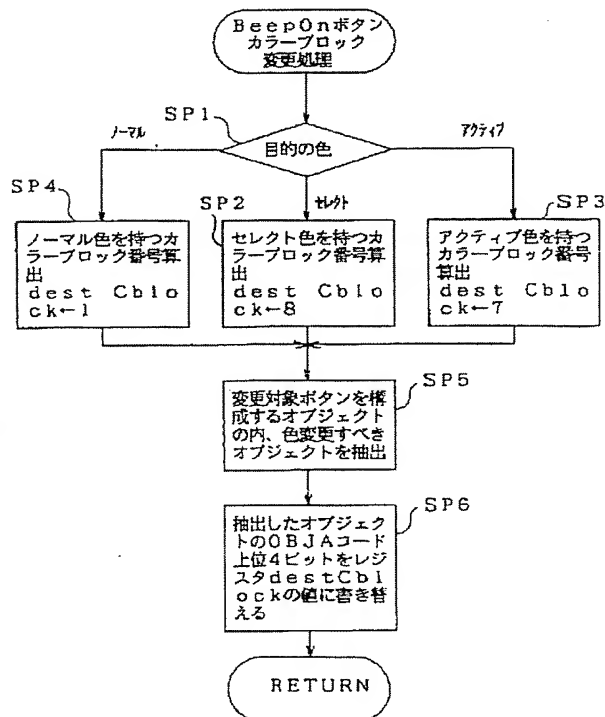 BeepOnボタン
カラーブロック
変更処理
SP1
ノーマル
目的の色
アクティブ
SP4
SP2
セレクト
SP3
ノーマル色を持つカ
ラーブロック番号算
出
dest Cblo
ck←1
セレクト色を持つカ
ラーブロック番号算
出
dest Cblo
ck←8
アクティブ色を持つ
カラーブロック番号
算出
dest Cblo
ck←7
SP5
変更対象ボタンを構
成するオブジェクト
の内、色変更すべき
オブジェクトを抽出
SP6
抽出したオブジェク
トのOBJAコード
上位4ビットをレジ
スタdestCbl
ockの値に書き替
える
RETURN